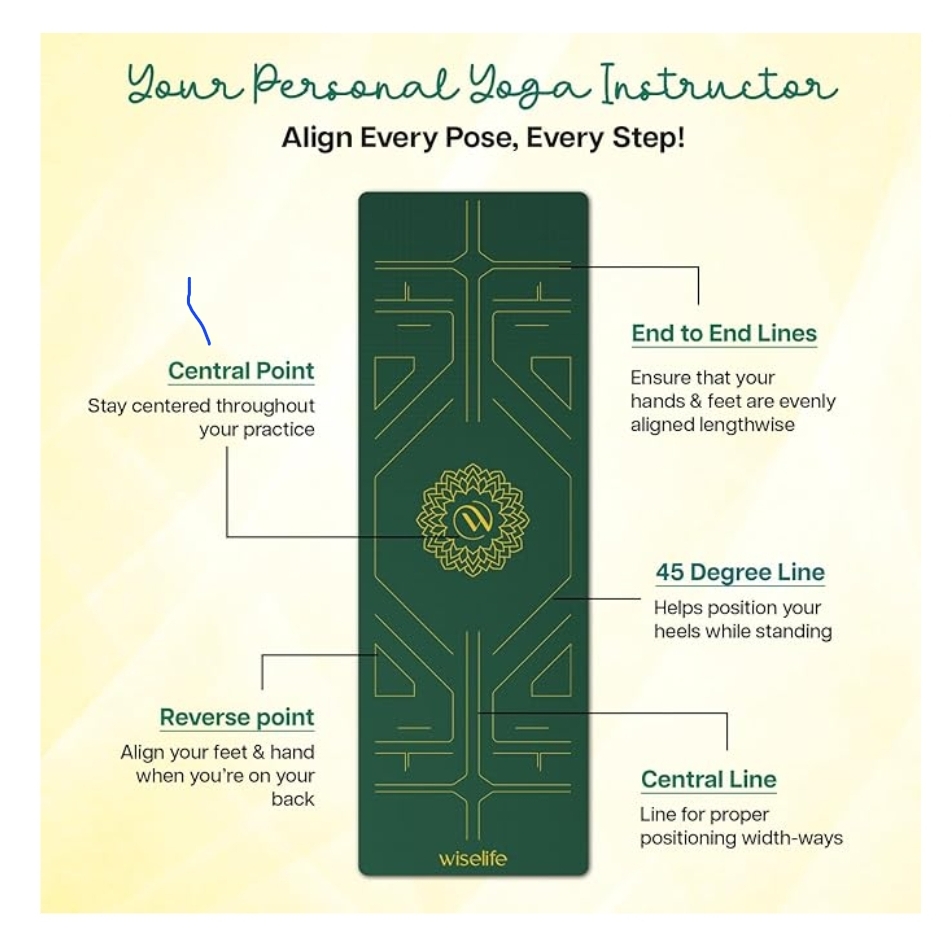 Your Personal Yoga Instructor
Align Every Pose, Every Step!
End to End Lines
Ensure that your
hands & feet are evenly
aligned lengthwise
Central Point
Stay centered throughout
your practice
W
45 Degree Line
Helps position your
heels while standing
Reverse point
Align your feet & hand
when you're on your
back
Central Line
Line for proper
positioning width-ways
wiselife